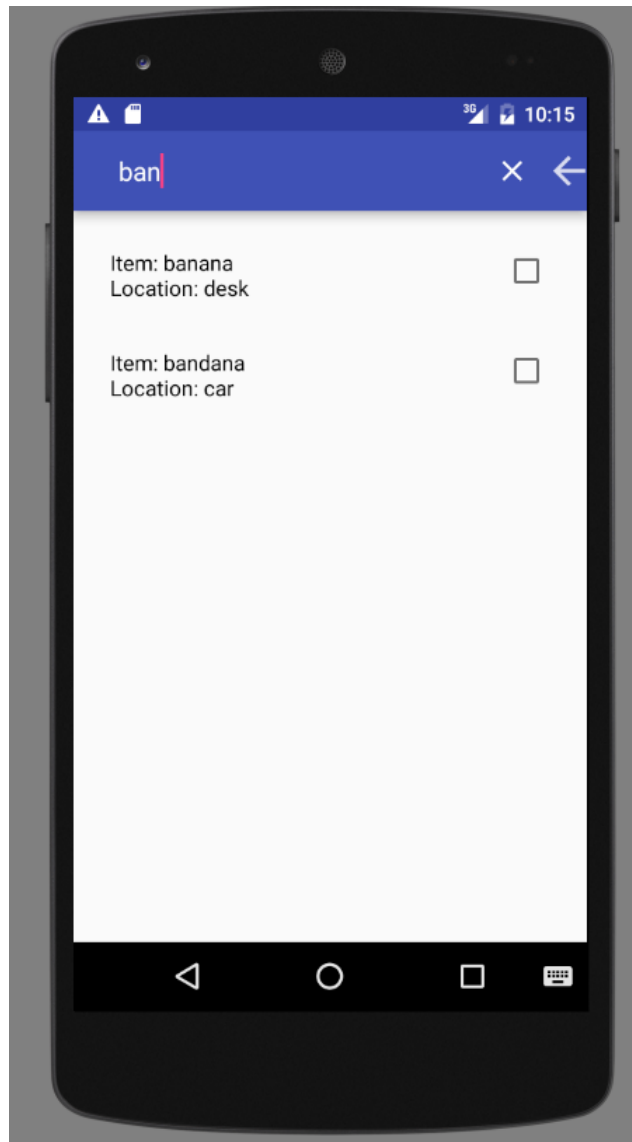 3G 10:15
ban
Item: banana
Location: desk
Item: bandana
Location: car